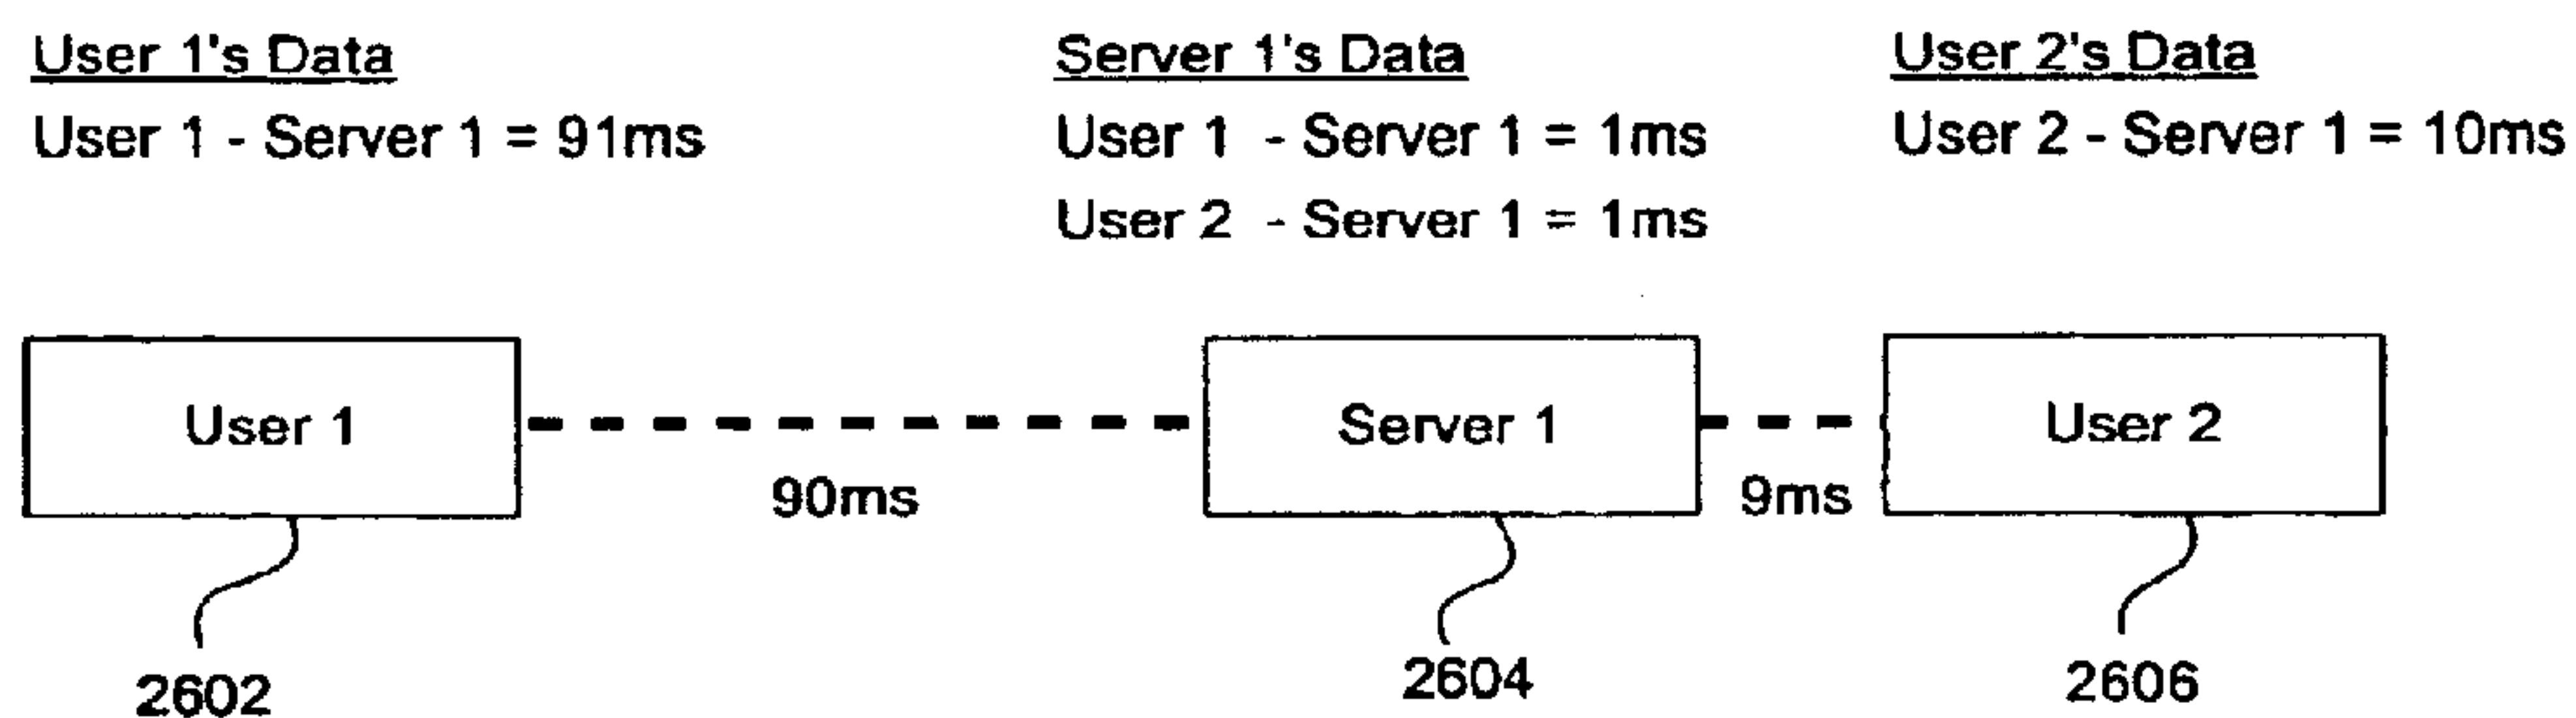 User 1's Data
User 1 - Server 1 = 91ms
Server 1's Data
User 1 - Server 1 = 1ms
User 2 - Server 1 = 1ms
User 2's Data
User 2 - Server 1 = 10ms
User 1
90ms
Server 1
9ms
User 2
2602
2604
2606